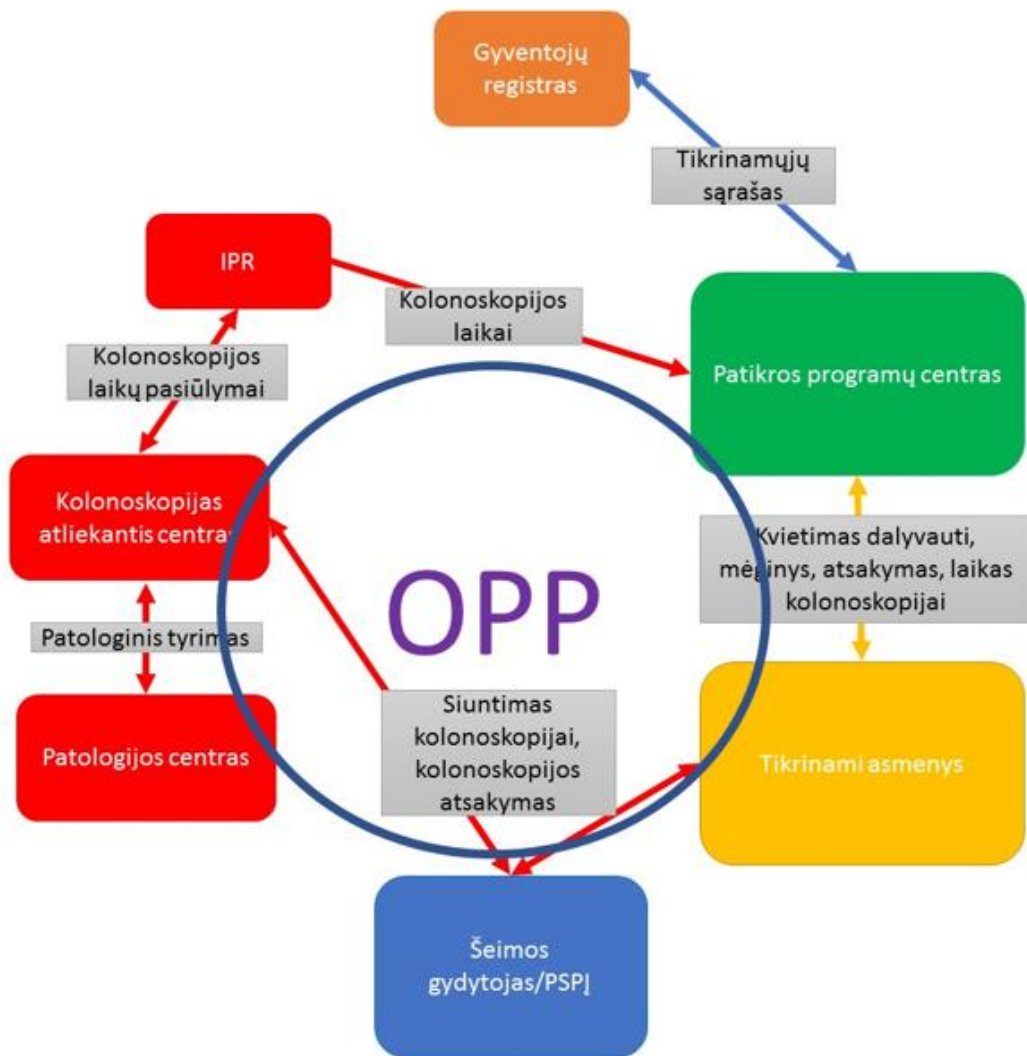 Gyventojų
registras
Tikrinamųjų
sąrašas
IPR
Kolonoskopijos
laikai
Patikros programų centras
Kolonoskopijos
laikų pasiūlymai
Kolonoskopijas
atliekantis centras
Kvietimas dalyvauti,
mėginys, atsakymas, laikas
kolonoskopijai
OPP
Patologinis tyrimas
Siuntimas
kolonoskopijai,
kolonoskopijos
atsakymas
Patologijos centras
Tikrinami asmenys
Šeimos
gydytojas/PSPĮ